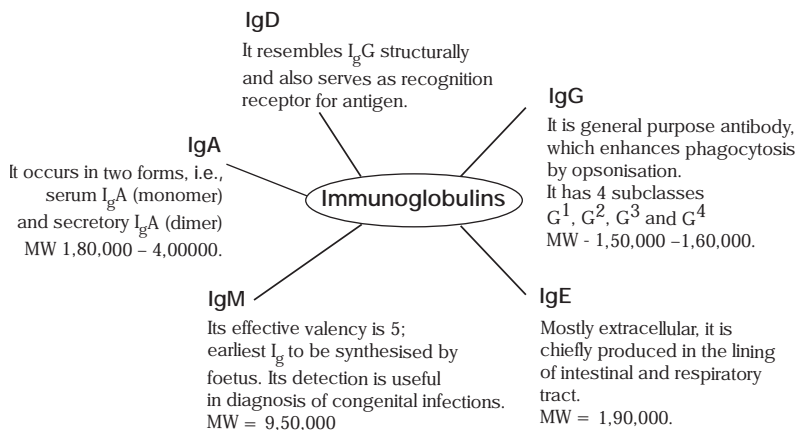 IgD
It resembles IgG structurally
and also serves as recognition
receptor for antigen.
IgG
It is general purpose antibody,
which enhances phagocytosis
by opsonisation.
It has 4 subclasses
G¹, G², G³ and G⁴
MW - 1,50,000 –1,60,000.
IgA
It occurs in two forms, i.e.,
serum IgA (monomer)
and secretory IgA (dimer)
MW 1,80,000 – 4,00000.
Immunoglobulins
IgM
Its effective valency is 5;
earliest Ig to be synthesised by
foetus. Its detection is useful
in diagnosis of congenital infections.
MW = 9,50,000
IgE
Mostly extracellular, it is
chiefly produced in the lining
of intestinal and respiratory
tract.
MW = 1,90,000.